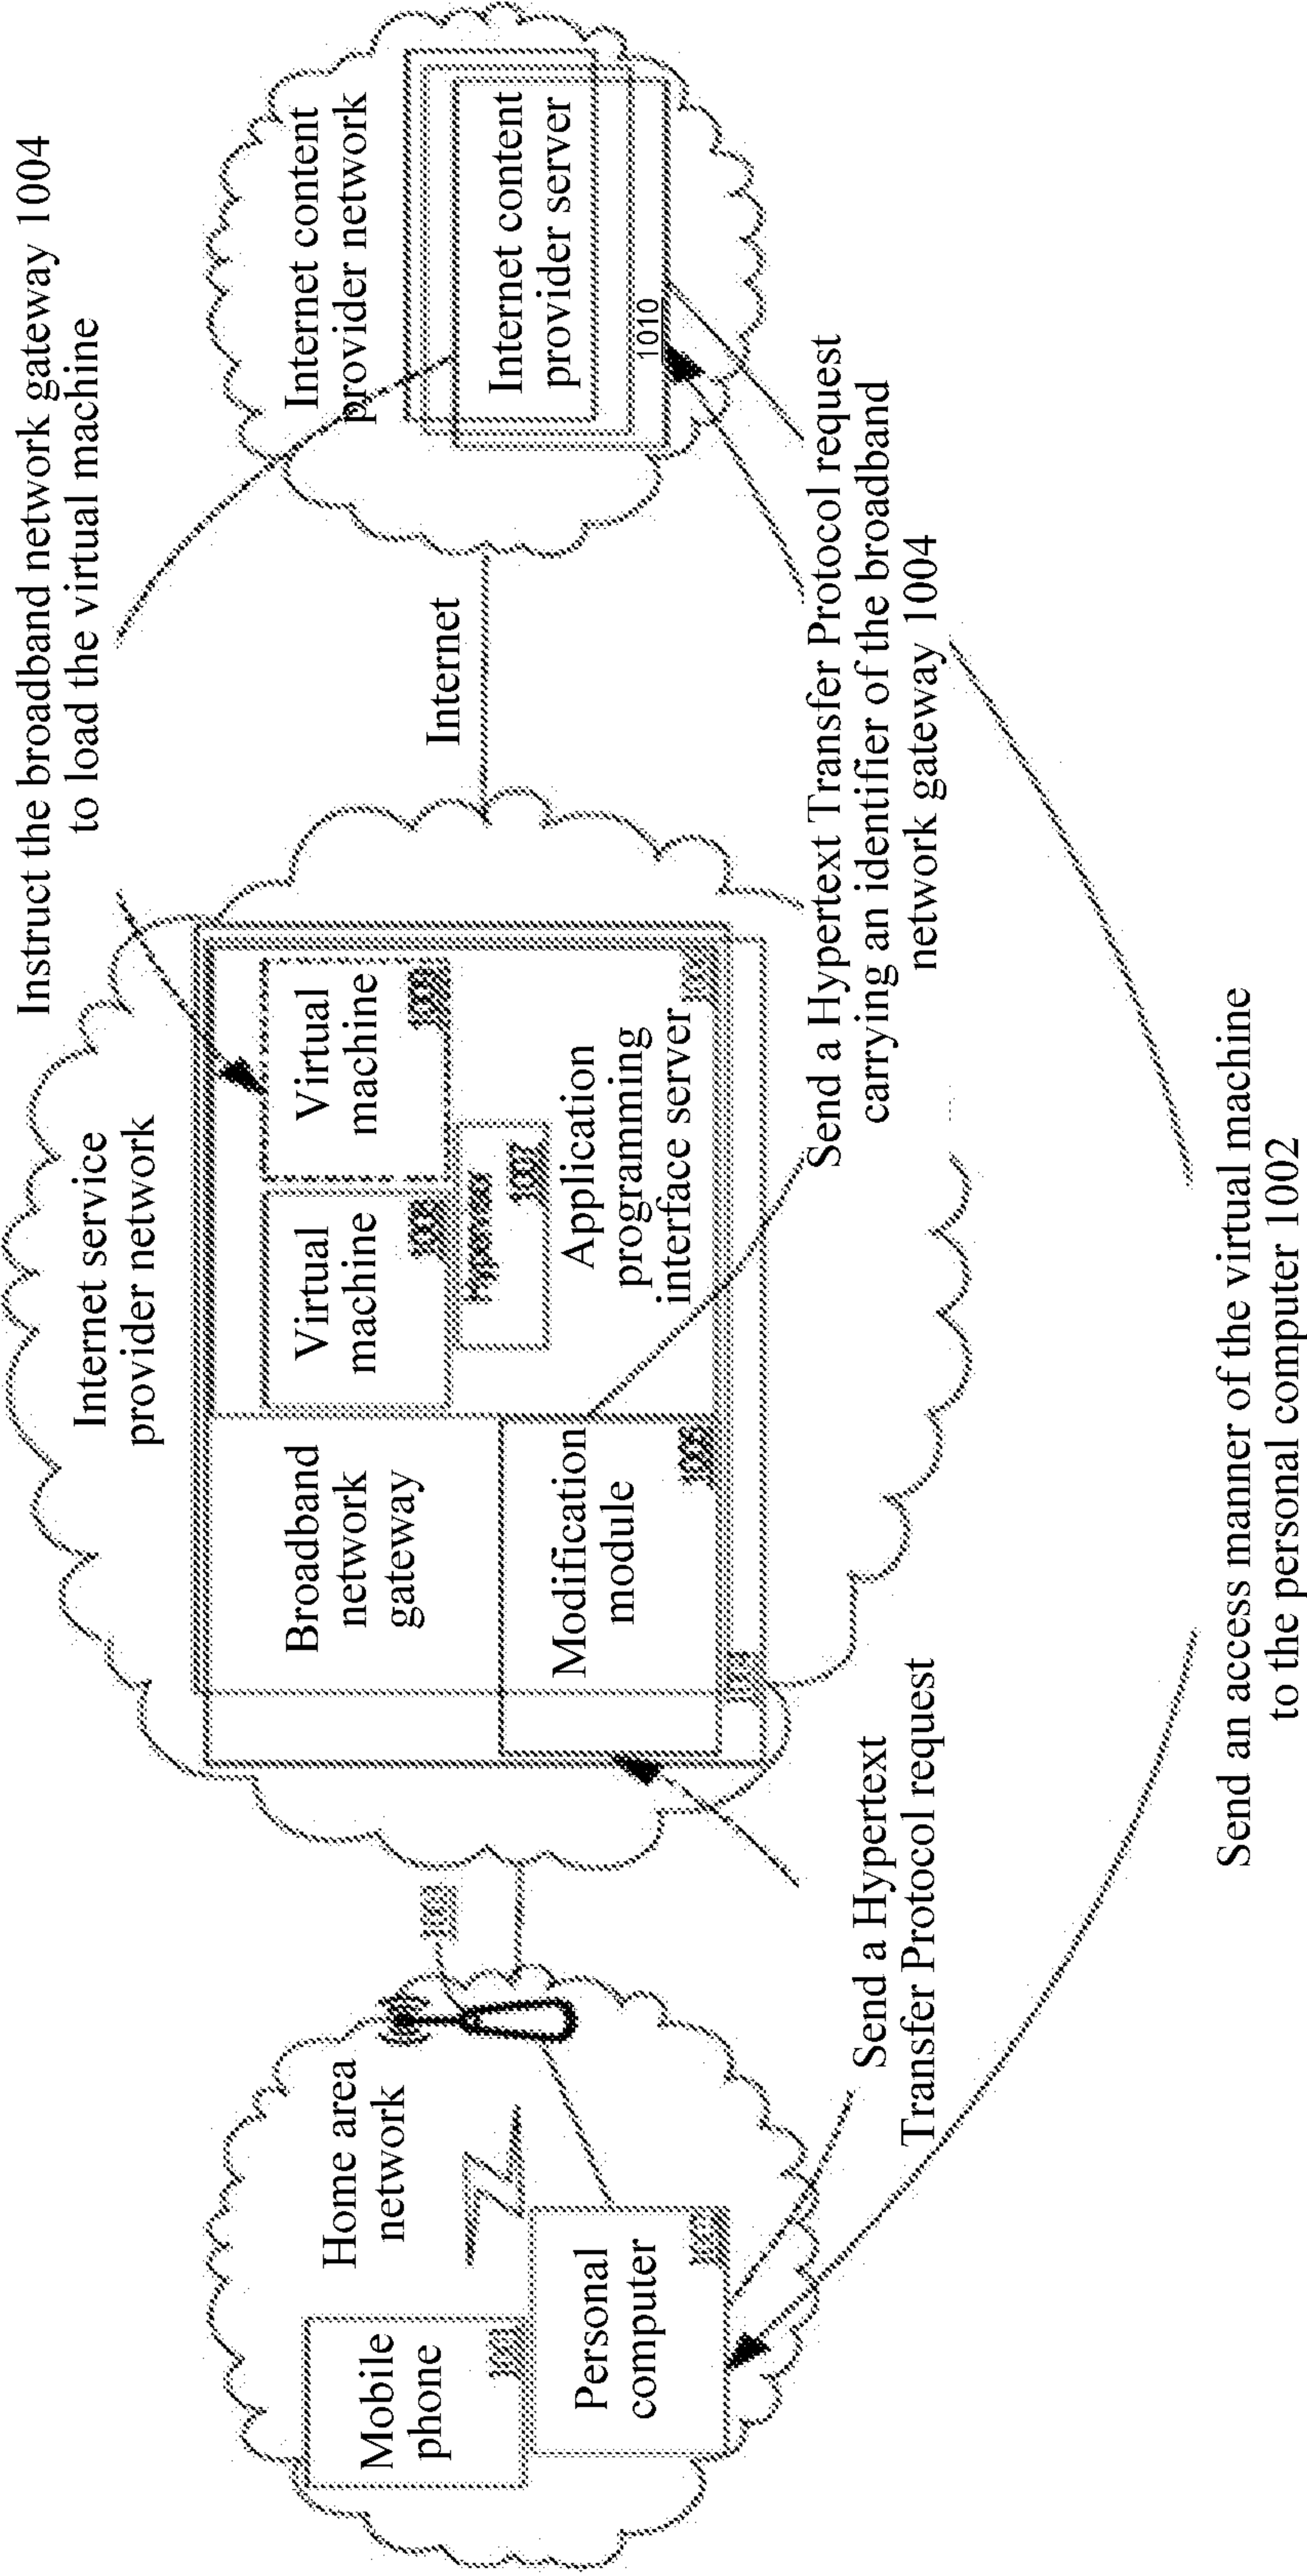 Instruct the broadband network gateway 1004
to load the virtual machine
Internet service
provider network
Internet content
provider network
Home area
network
Mobile
phone
Personal
computer
Broadband
network
gateway
Modification
module
Virtual
machine
Virtual
machine
Hypervisor
Application
programming
interface server
Internet
Internet content
provider server
1010
Send a Hypertext
Transfer Protocol request
Send a Hypertext Transfer Protocol request
carrying an identifier of the broadband
network gateway 1004
Send an access manner of the virtual machine
to the personal computer 1002